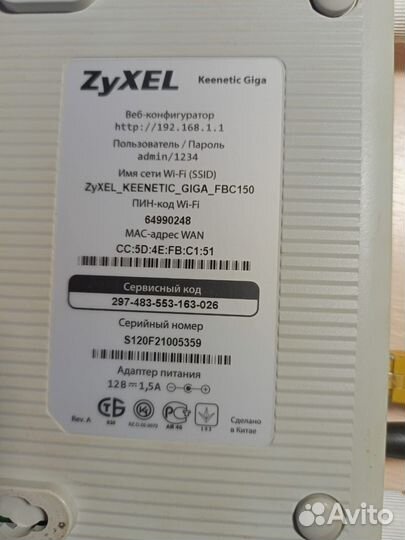 ZyXEL Keenetic Giga
Веб-конфигуратор
http://192.168.1.1
Пользователь / Пароль
admin/1234
Имя сети Wi-Fi (SSID)
ZyXEL_KEENETIC_GIGA_FBC150
ПИН-код Wi-Fi
64990248
MAC-адрес WAN
CC:5D:4E:FB:C1:51
Сервисный код
297-483-553-163-026
Серийный номер
S120F21005359
Адаптер питания
12В 1,5А
Rev. A
Сделано
в Китае
Avito